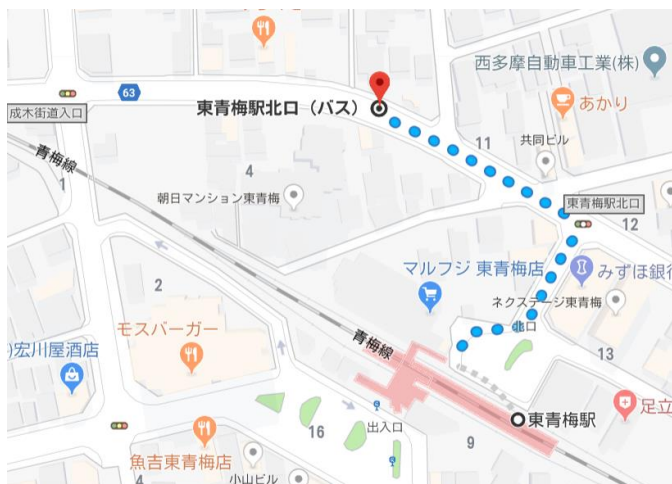 西多摩自動車工業(株)
63
成木街道入口
東青梅駅北口（バス）
あかり
11
共同ビル
青梅線
1
4
朝日マンション東青梅
東青梅駅北口
12
マルフジ 東青梅店
みずほ銀行
2
ネクステージ東青梅
北口
モスバーガー
青梅線
13
)宏川屋酒店
足立
東青梅駅
出入口
16
9
魚吉東青梅店
小山ビル
4